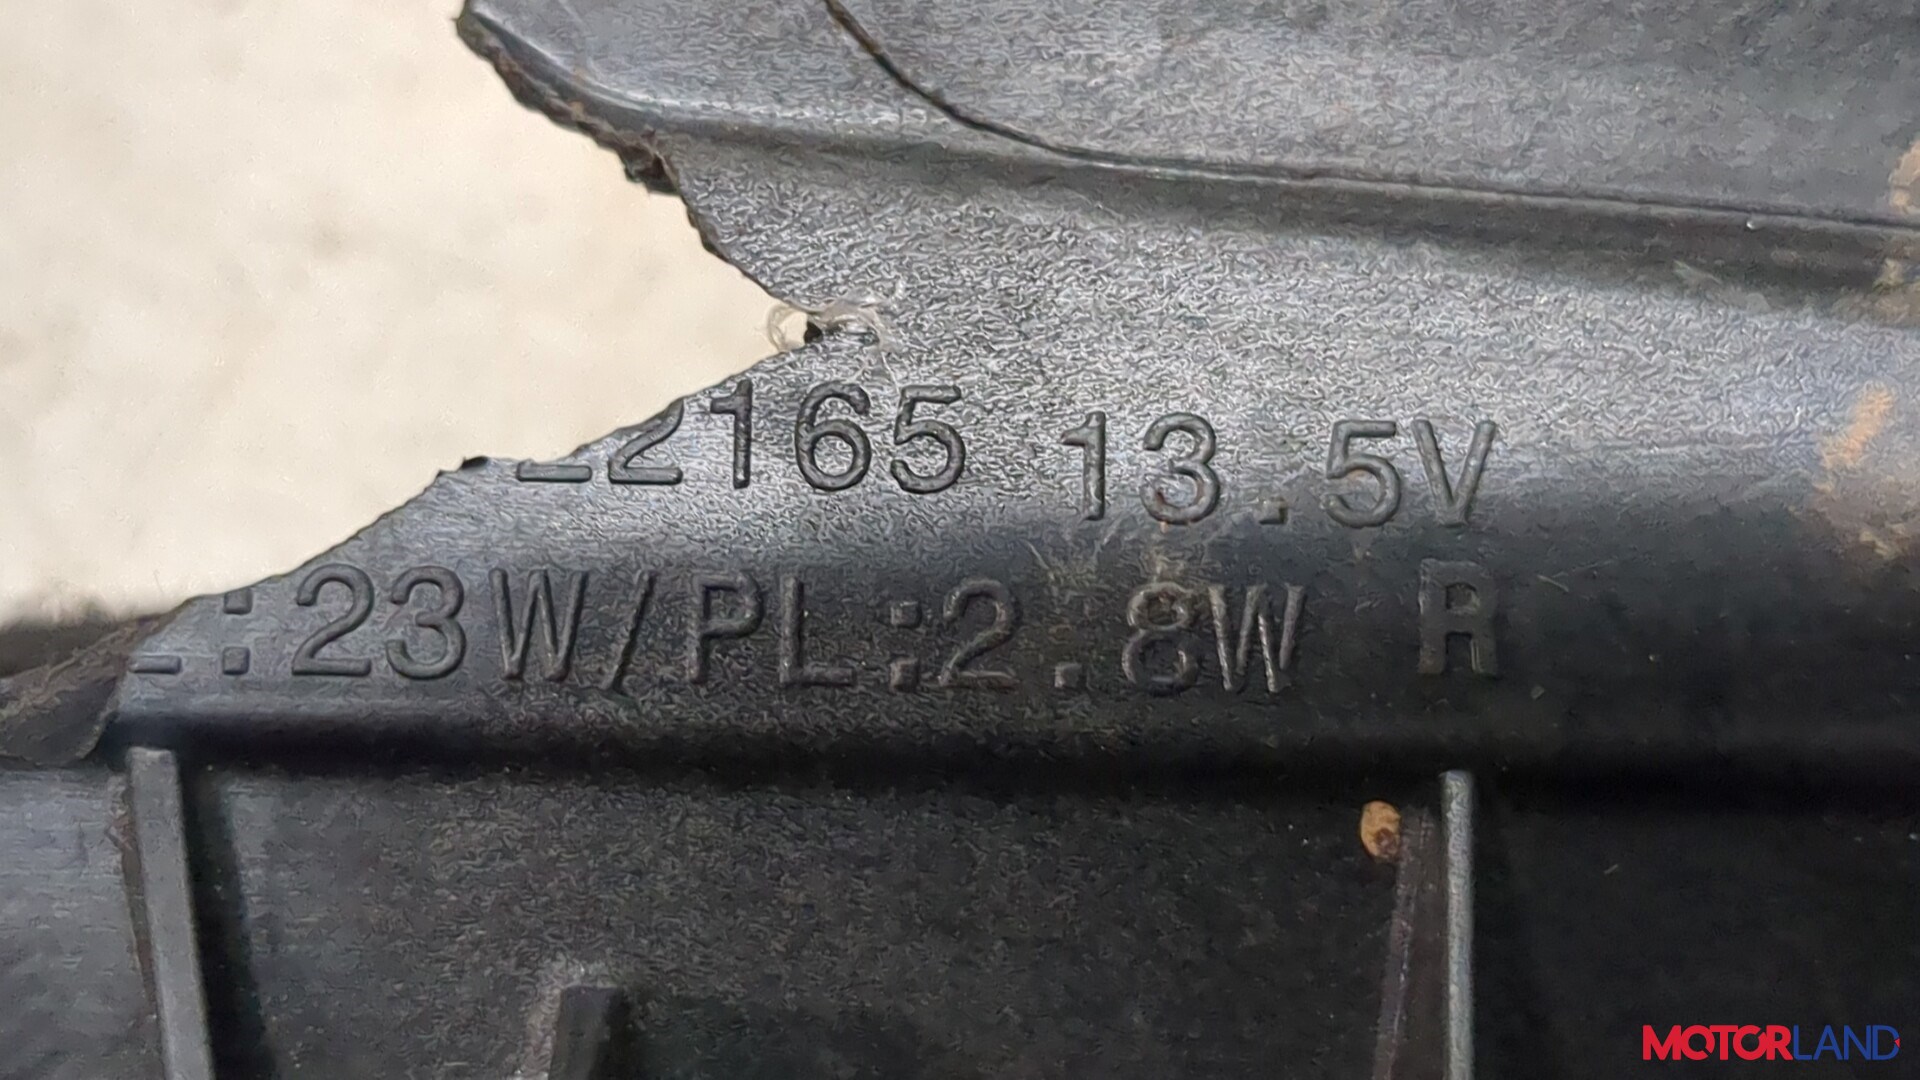 2165 13.5V
:23W/PL:2.8W R
MOTORLAND